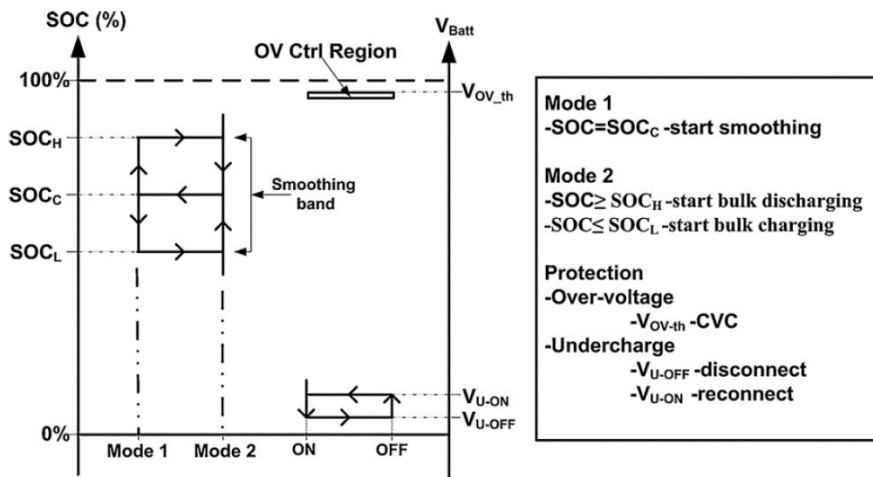 SOC (%)
V_Batt
OV Ctrl Region
100%
V_OV_th
SOC_H
SOC_C
Smoothing
band
SOC_L
V_U-ON
V_U-OFF
0%
Mode 1
Mode 2
ON
OFF
Mode 1
-SOC=SOC_C -start smoothing
Mode 2
-SOC≥ SOC_H -start bulk discharging
-SOC≤ SOC_L -start bulk charging
Protection
-Over-voltage
-V_OV-th -CVC
-Undercharge
-V_U-OFF -disconnect
-V_U-ON -reconnect